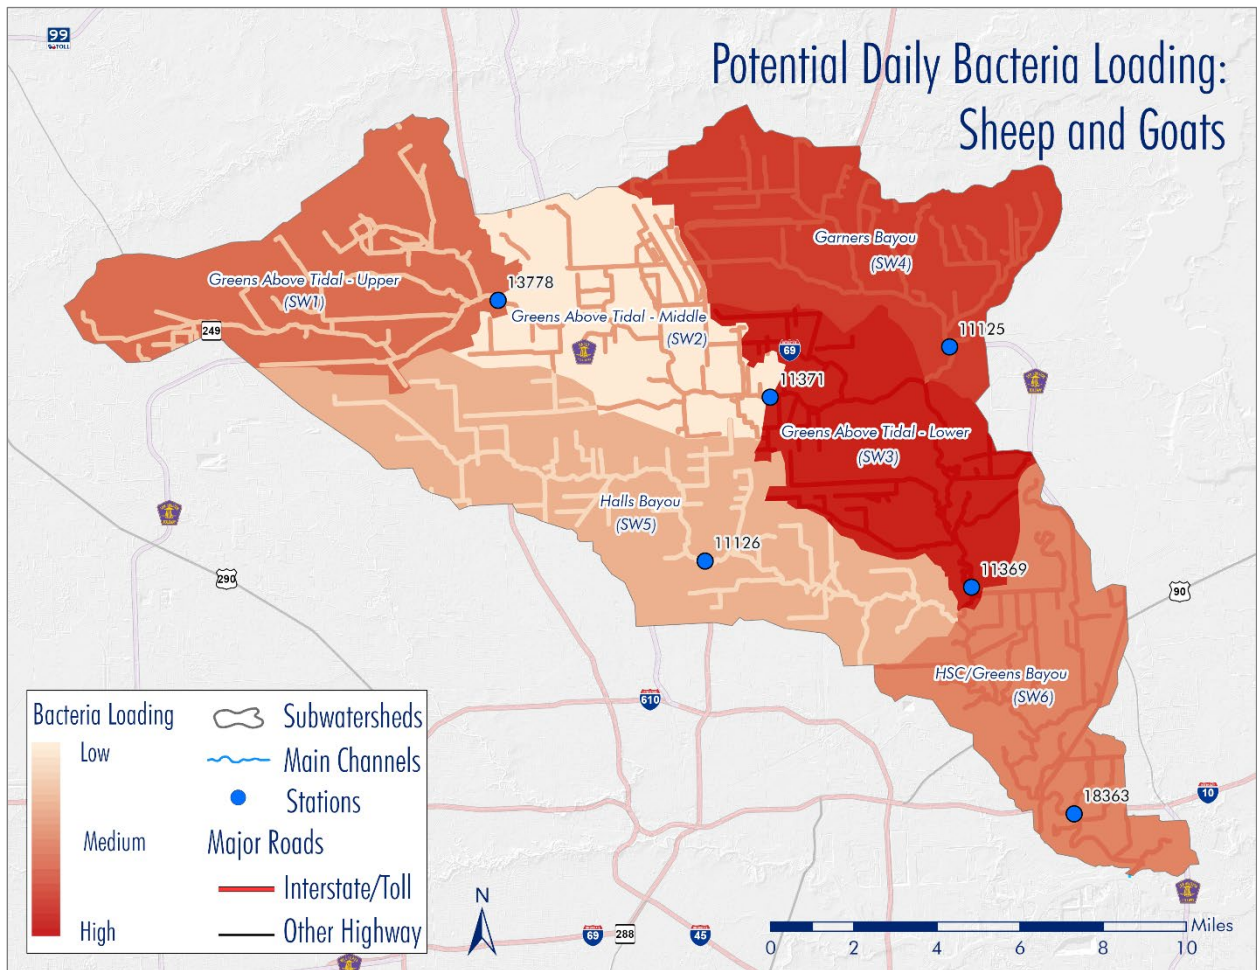 99
TOLL
Potential Daily Bacteria Loading:
Sheep and Goats
Garners Bayou
(SW4)
Greens Above Tidal - Upper
(SW1)
13778
Greens Above Tidal - Middle
(SW2)
249
69
11125
11371
Greens Above Tidal - Lower
(SW3)
Halls Bayou
(SW5)
11126
11369
290
90
HSC/Greens Bayou
(SW6)
610
18363
10
Bacteria Loading
Low
Medium
High
Subwatersheds
Main Channels
Stations
Major Roads
Interstate/Toll
Other Highway
N
69
288
45
0 2 4 6 8 10
Miles